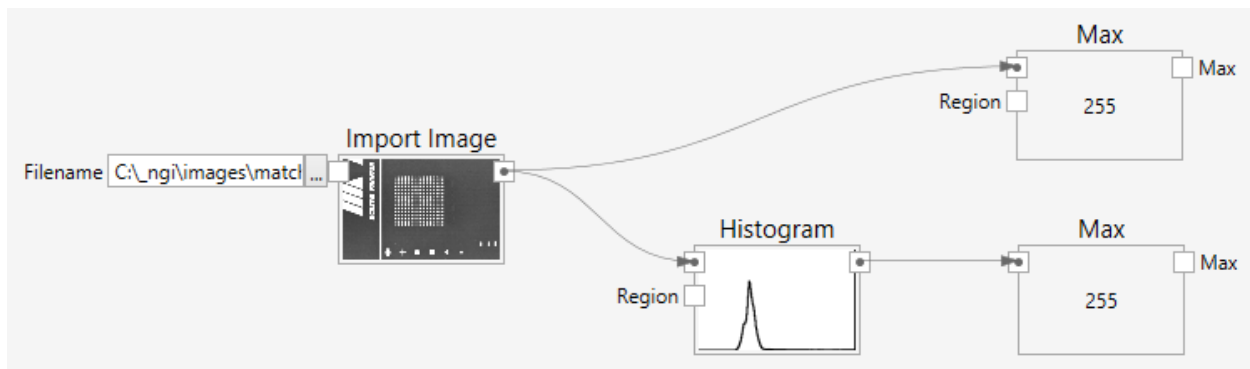 Max
Max
Region
255
Import Image
Filename
C:\_ngi\images\matcl
...
Histogram
Region
Max
Max
255